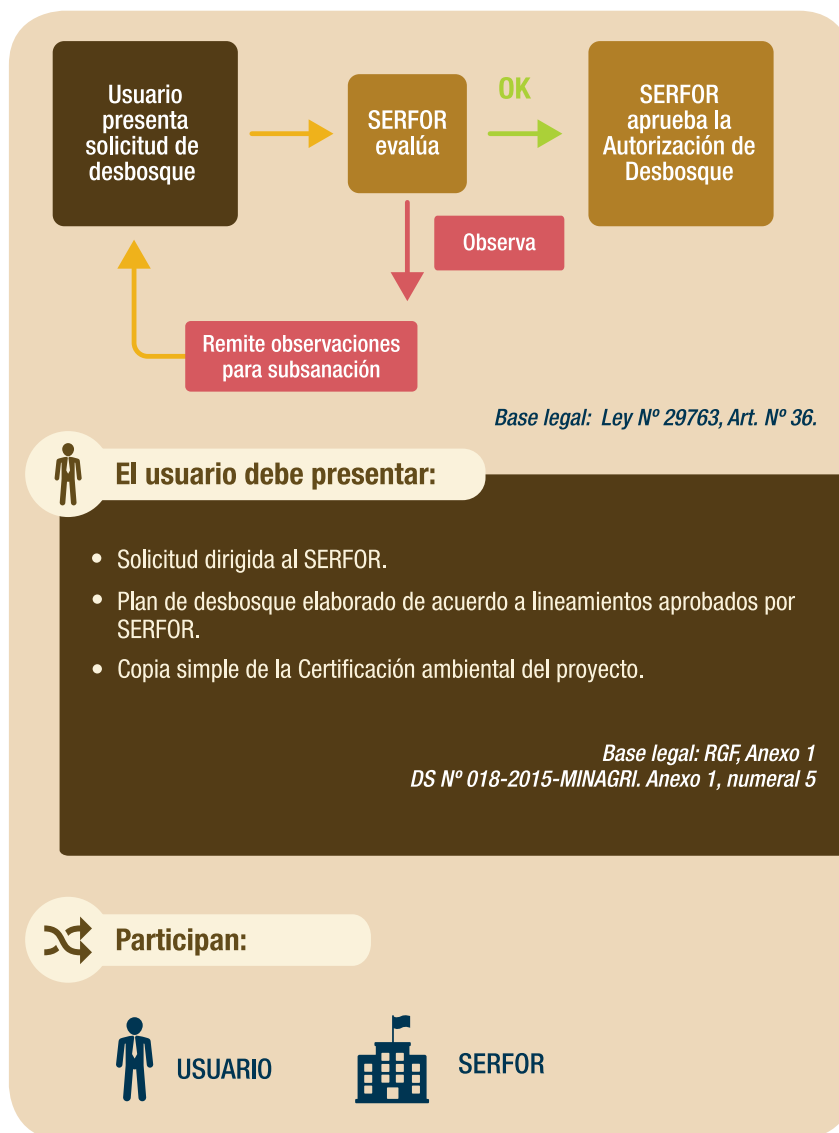 Usuario
presenta
solicitud de
desbosque
SERFOR
evalúa
OK
SERFOR
aprueba la
Autorización de
Desbosque
Observa
Remite observaciones
para subsanación
Base legal: Ley Nº 29763, Art. Nº 36.
El usuario debe presentar:
• Solicitud dirigida al SERFOR.
• Plan de desbosque elaborado de acuerdo a lineamientos aprobados por
SERFOR.
• Copia simple de la Certificación ambiental del proyecto.
Base legal: RGF, Anexo 1
DS Nº 018-2015-MINAGRI. Anexo 1, numeral 5
Participan:
USUARIO
SERFOR